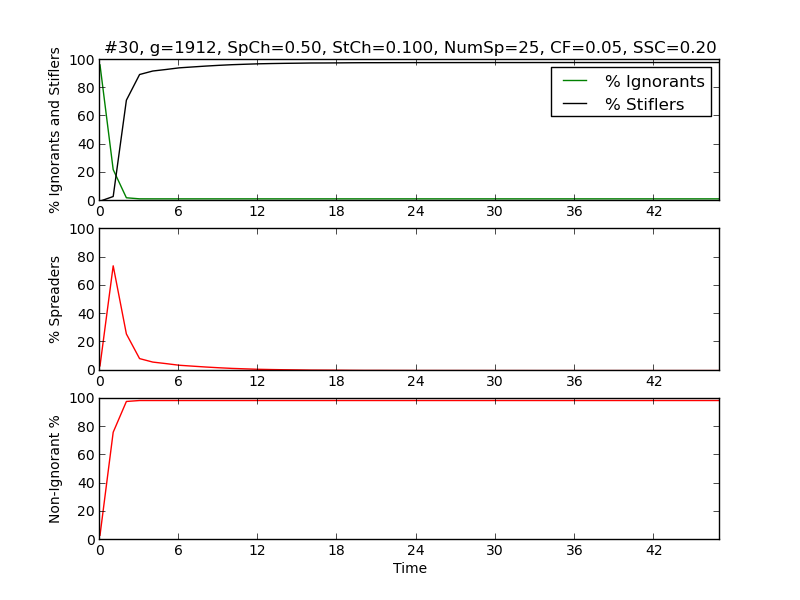 #30, g=1912, SpCh=0.50, StCh=0.100, NumSp=25, CF=0.05, SSC=0.20
% Ignorants and Stiflers
100
80
60
40
20
0
% Ignorants
% Stiflers
0 6 12 18 24 30 36 42
% Spreaders
100
80
60
40
20
0
0 6 12 18 24 30 36 42
Non-Ignorant %
100
80
60
40
20
0
0 6 12 18 24 30 36 42
Time